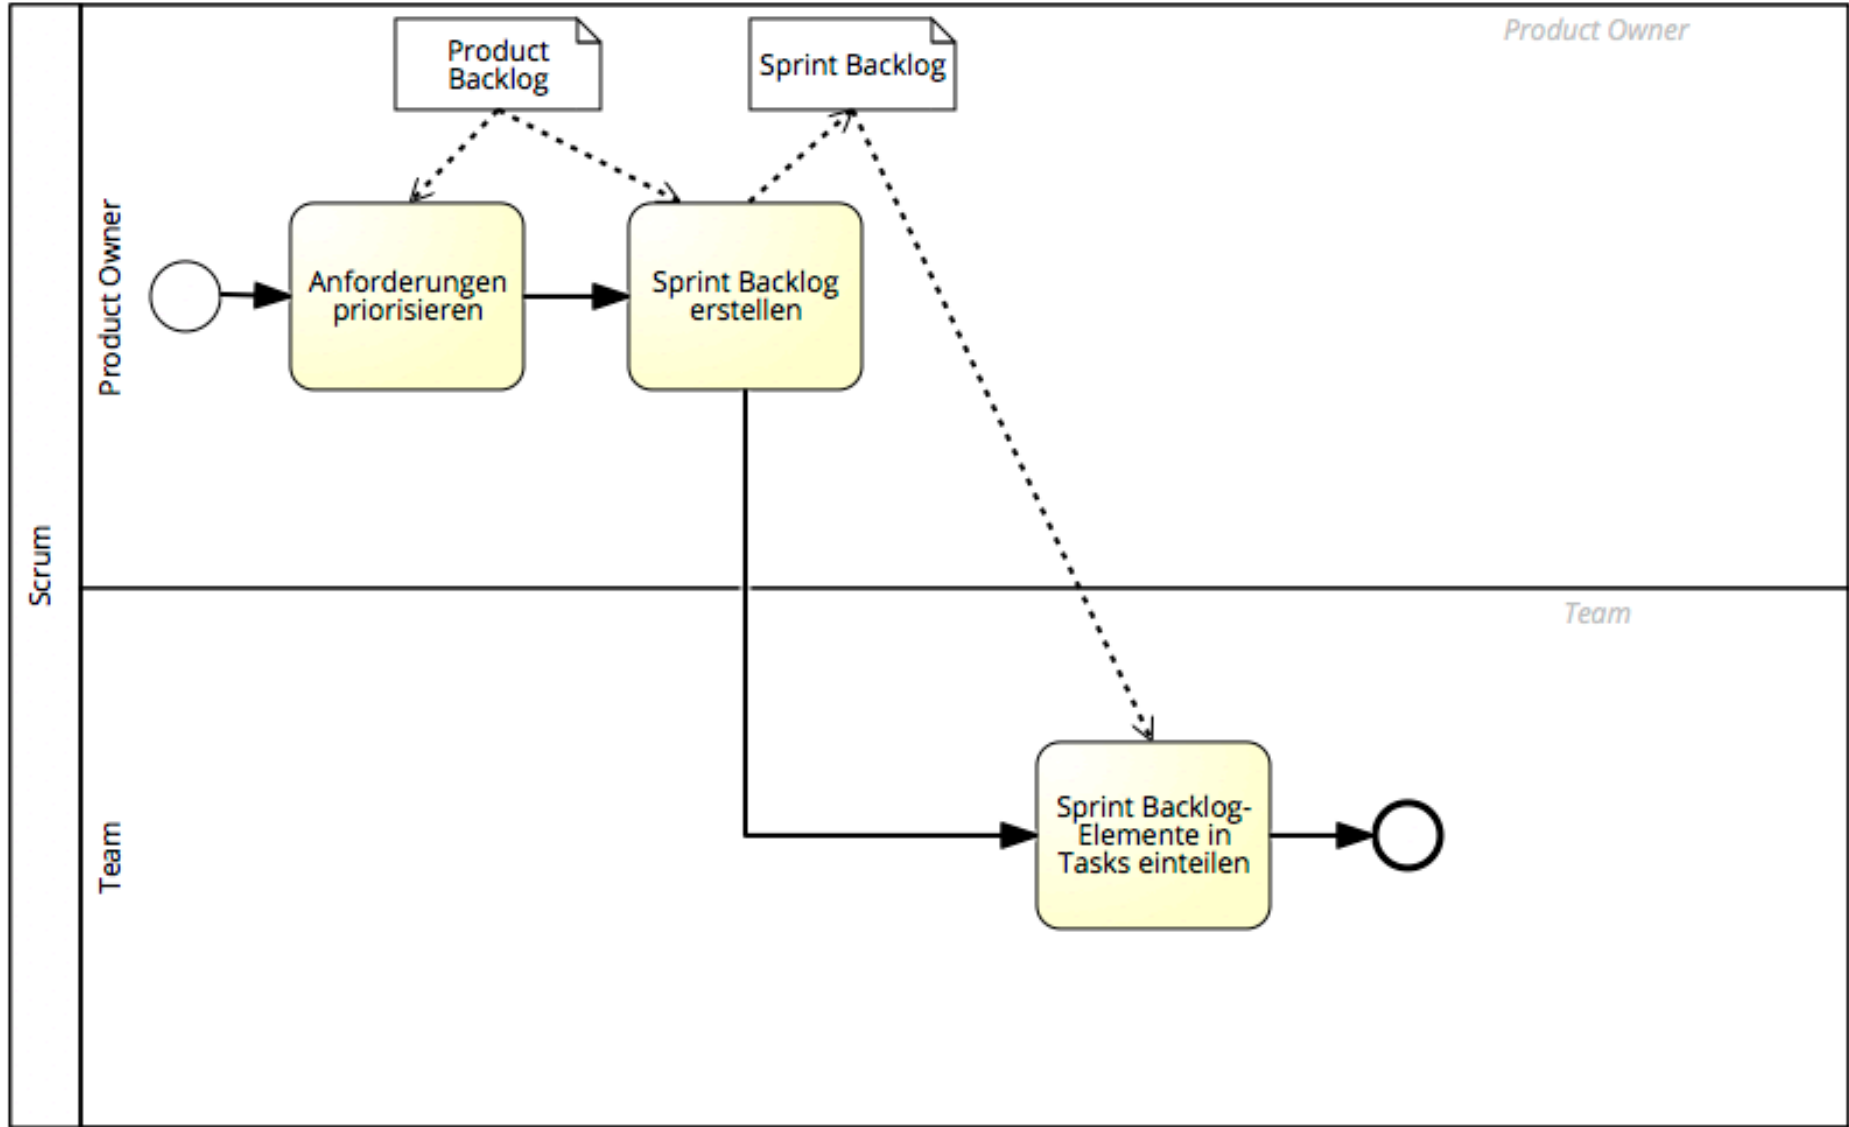 Product Owner
Product
Backlog
Sprint Backlog
Product Owner
Anforderungen
priorisieren
Sprint Backlog
erstellen
Scrum
Team
Team
Sprint Backlog-
Elemente in
Tasks einteilen